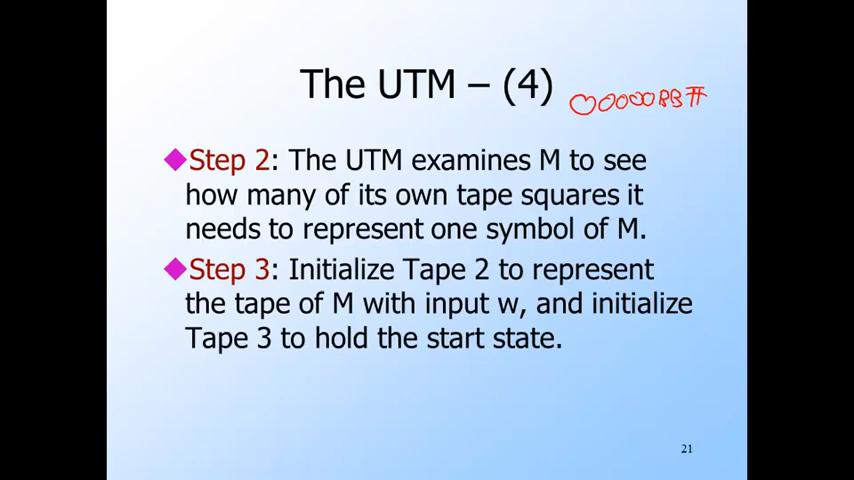 The UTM – (4)
Step 2: The UTM examines M to see
how many of its own tape squares it
needs to represent one symbol of M.
Step 3: Initialize Tape 2 to represent
the tape of M with input w, and initialize
Tape 3 to hold the start state.
21